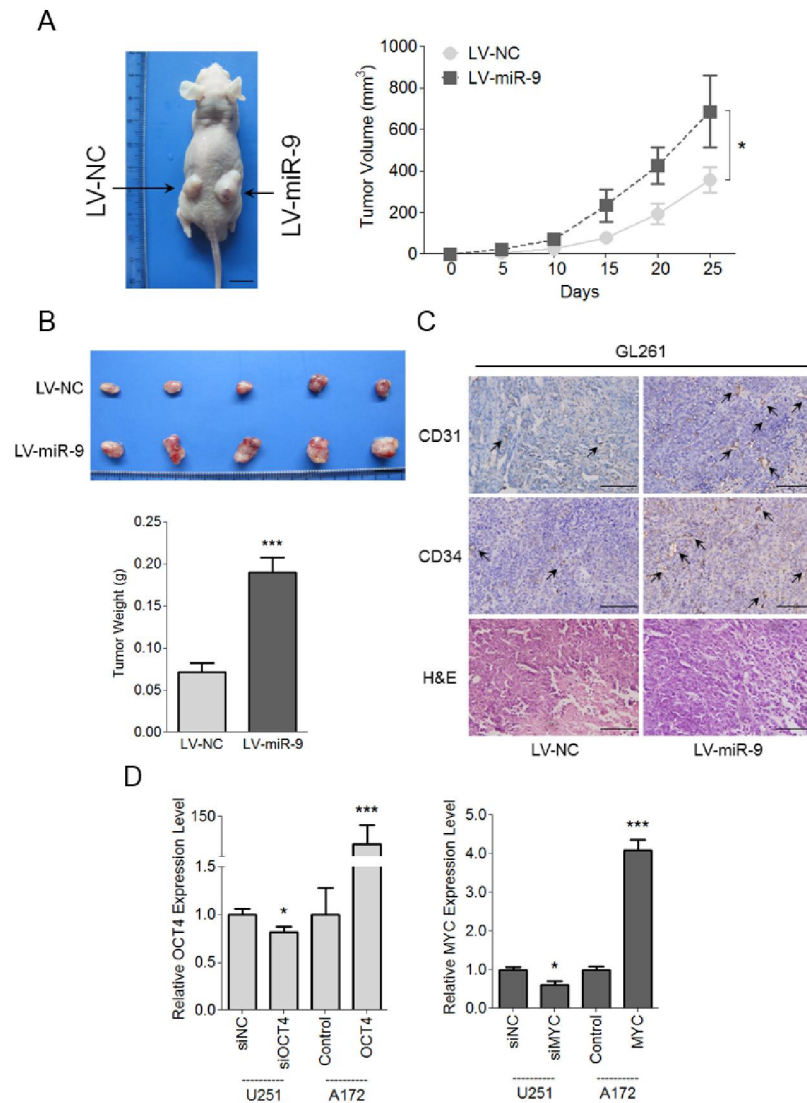 A
LV-NC
LV-miR-9
Tumor Volume (mm³)
1000
800
600
400
200
0
LV-NC
LV-miR-9
*
0 5 10 15 20 25
Days
B
LV-NC
LV-miR-9
Tumor Weight (g)
0.25
0.20
0.15
0.10
0.05
0.00
***
LV-NC LV-miR-9
C
GL261
CD31
CD34
H&E
LV-NC LV-miR-9
D
Relative OCT4 Expression Level
150
1.5
1.0
0.5
0.0
*
***
siNC siOCT4 Control OCT4
U251 A172
Relative MYC Expression Level
5.0
4.0
3.0
2.0
1.0
0.0
*
***
siNC siMYC Control MYC
U251 A172